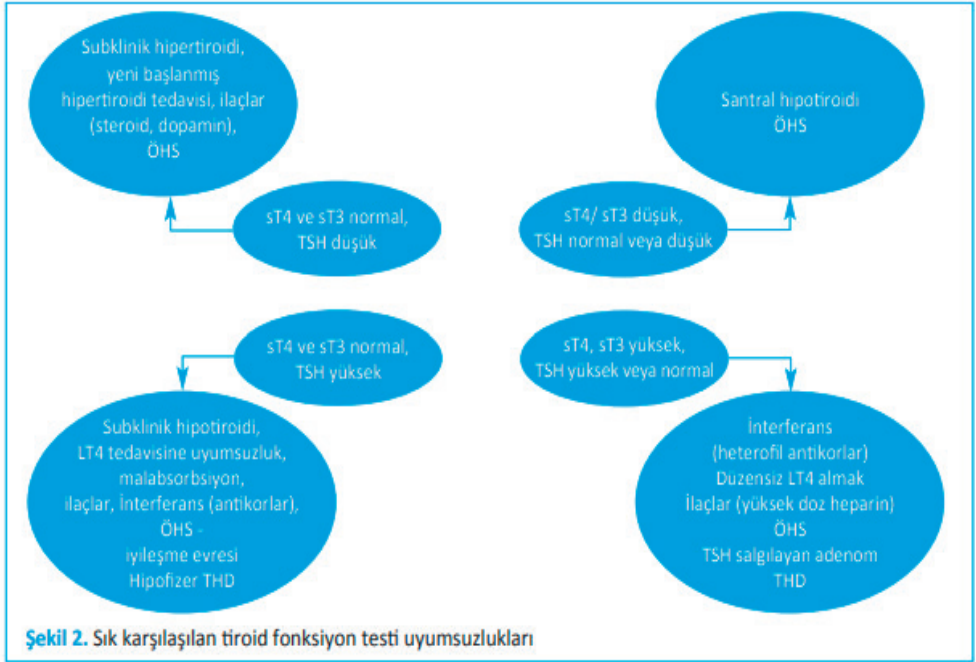 Subklinik hipertiroidi,
yeni başlanmış
hipertiroidi tedavisi, ilaçlar
(steroid, dopamin),
ÖHS
Santral hipotiroidi
ÖHS
sT4 ve sT3 normal,
TSH düşük
sT4/ sT3 düşük,
TSH normal veya düşük
sT4 ve sT3 normal,
TSH yüksek
sT4, sT3 yüksek,
TSH yüksek veya normal
Subklinik hipotiroidi,
LT4 tedavisine uyumsuzluk,
malabsorbsiyon,
ilaçlar, İnterferans (antikorlar),
ÖHS -
iyileşme evresi
Hipofizer THD
İnterferans
(heterofil antikorlar)
Düzensiz LT4 almak
İlaçlar (yüksek doz heparin)
ÖHS
TSH salgılayan adenom
THD
Şekil 2. Sık karşılaşılan tiroid fonksiyon testi uyumsuzlukları